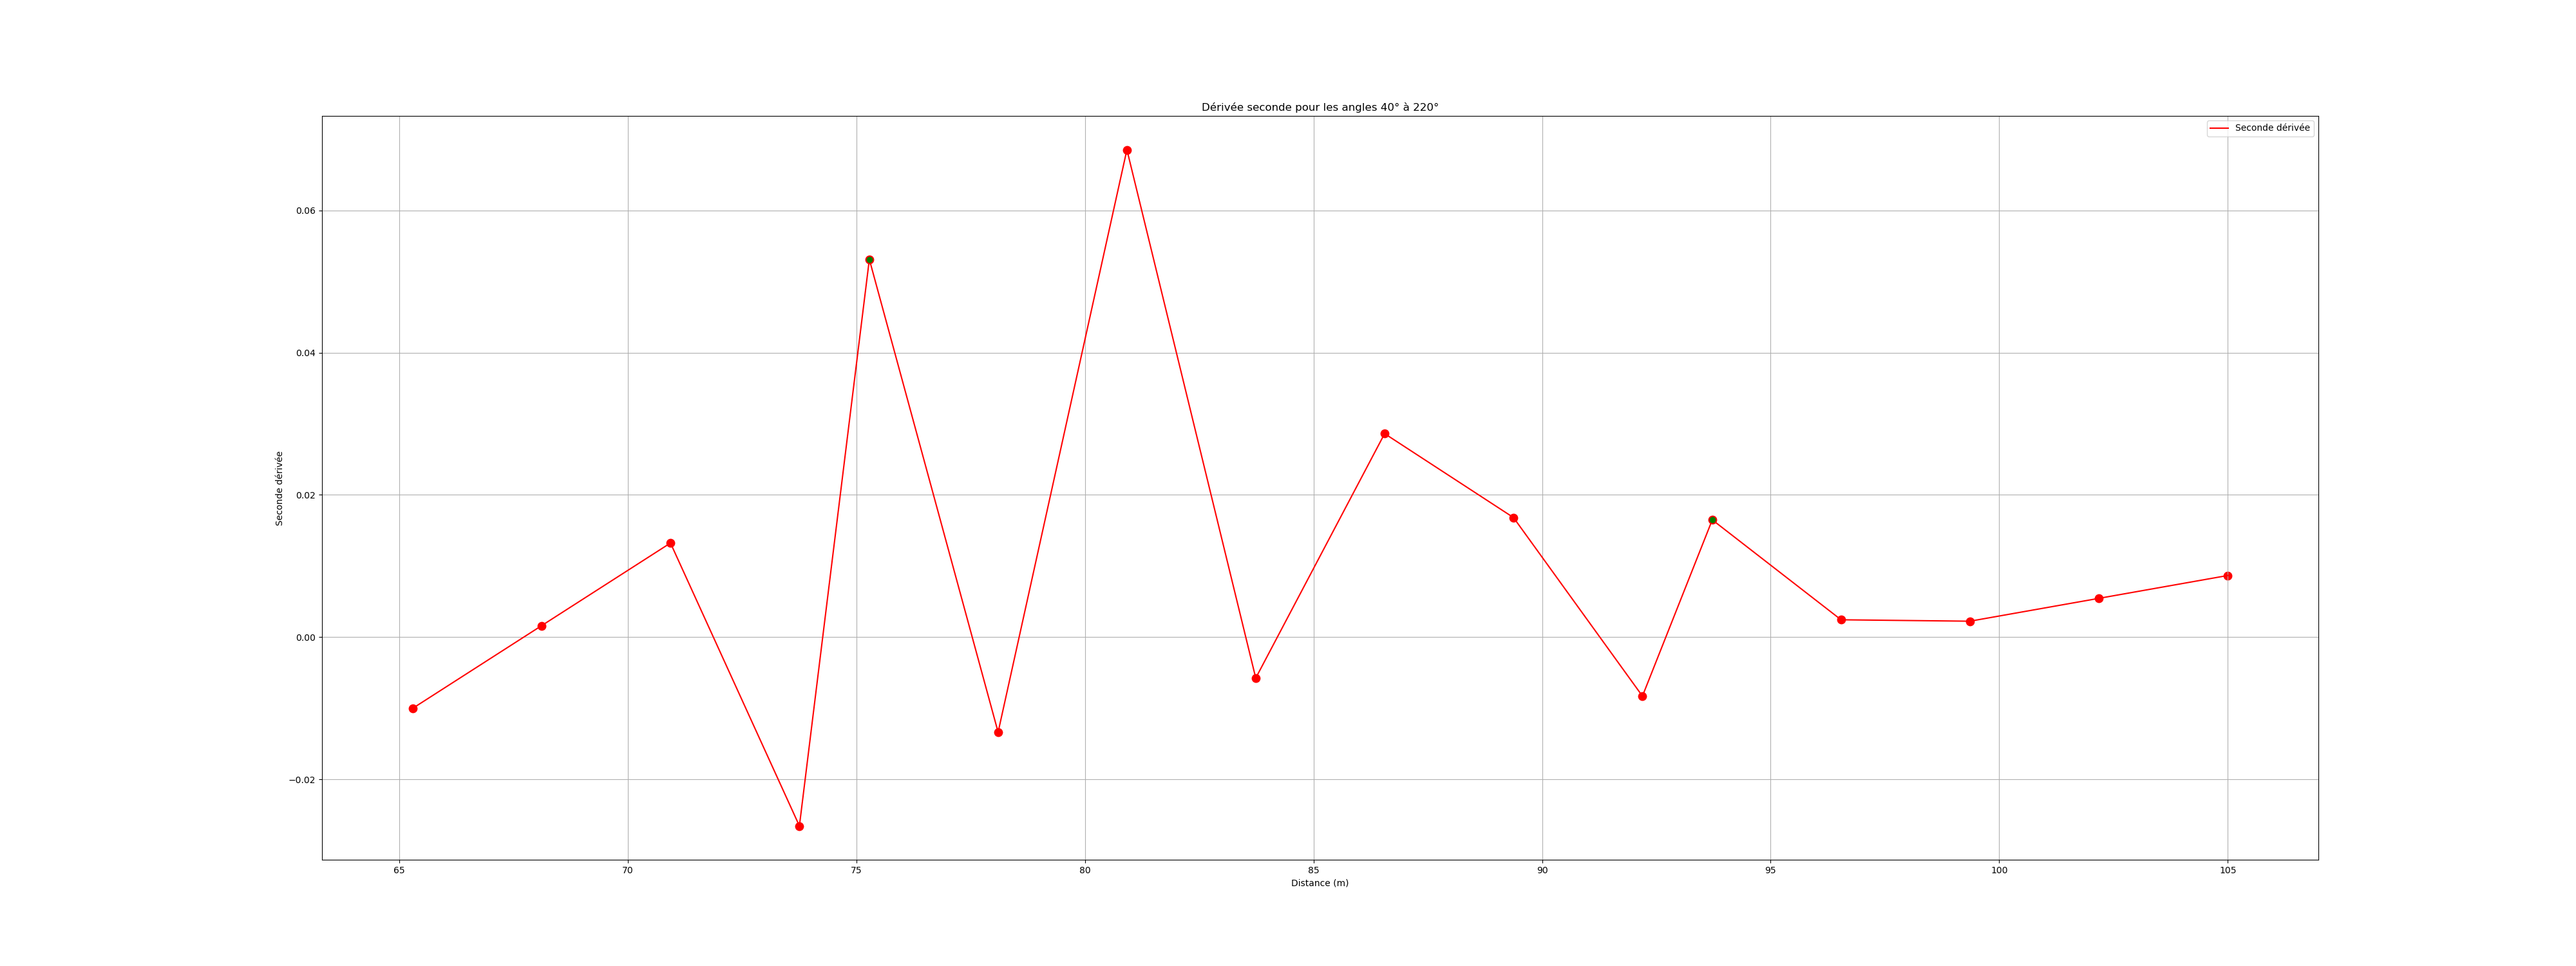 Dérivée seconde pour les angles 40° à 220°
Seconde dérivée
0.06
0.04
0.02
0.00
−0.02
Seconde dérivée
65 70 75 80 85 90 95 100 105
Distance (m)